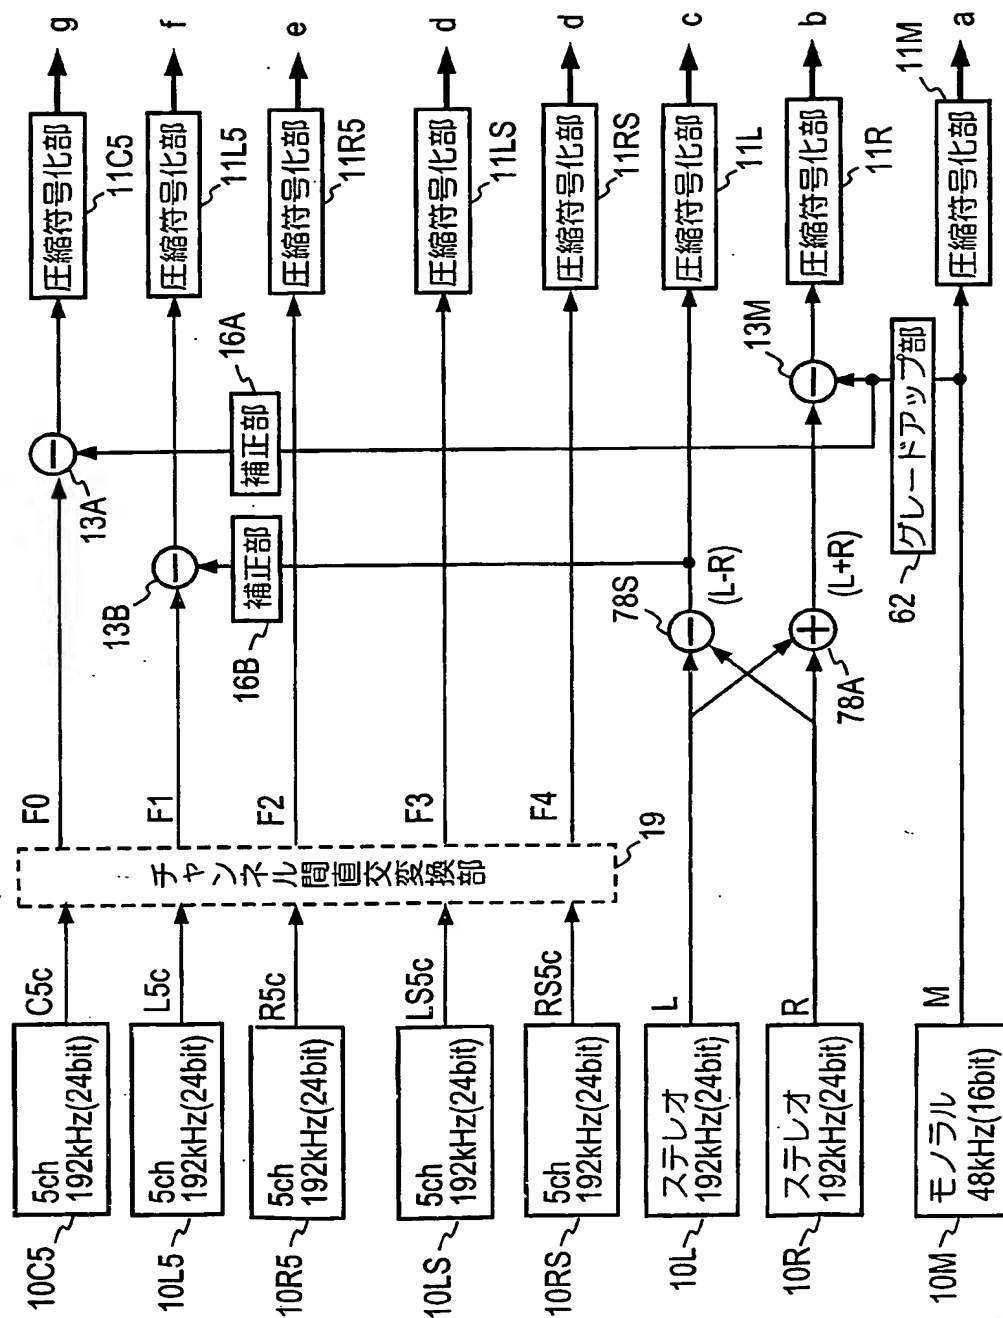 10C5
5ch
192kHz(24bit)
C5c
F0
13A
圧縮符号化部
11C5
g
10L5
5ch
192kHz(24bit)
L5c
F1
13B
圧縮符号化部
11L5
f
10R5
5ch
192kHz(24bit)
R5c
F2
16B
補正部
補正部
16A
圧縮符号化部
11R5
e
チャンネル間直交変換部
19
10LS
5ch
192kHz(24bit)
LS5c
F3
圧縮符号化部
11LS
d
10RS
5ch
192kHz(24bit)
RS5c
F4
圧縮符号化部
11RS
d
10L
ステレオ
192kHz(24bit)
L
78S
(L-R)
圧縮符号化部
11L
c
10R
ステレオ
192kHz(24bit)
R
78A
(L+R)
13M
圧縮符号化部
11R
b
62
グレードアップ部
10M
モノラル
48kHz(16bit)
M
圧縮符号化部
11M
a